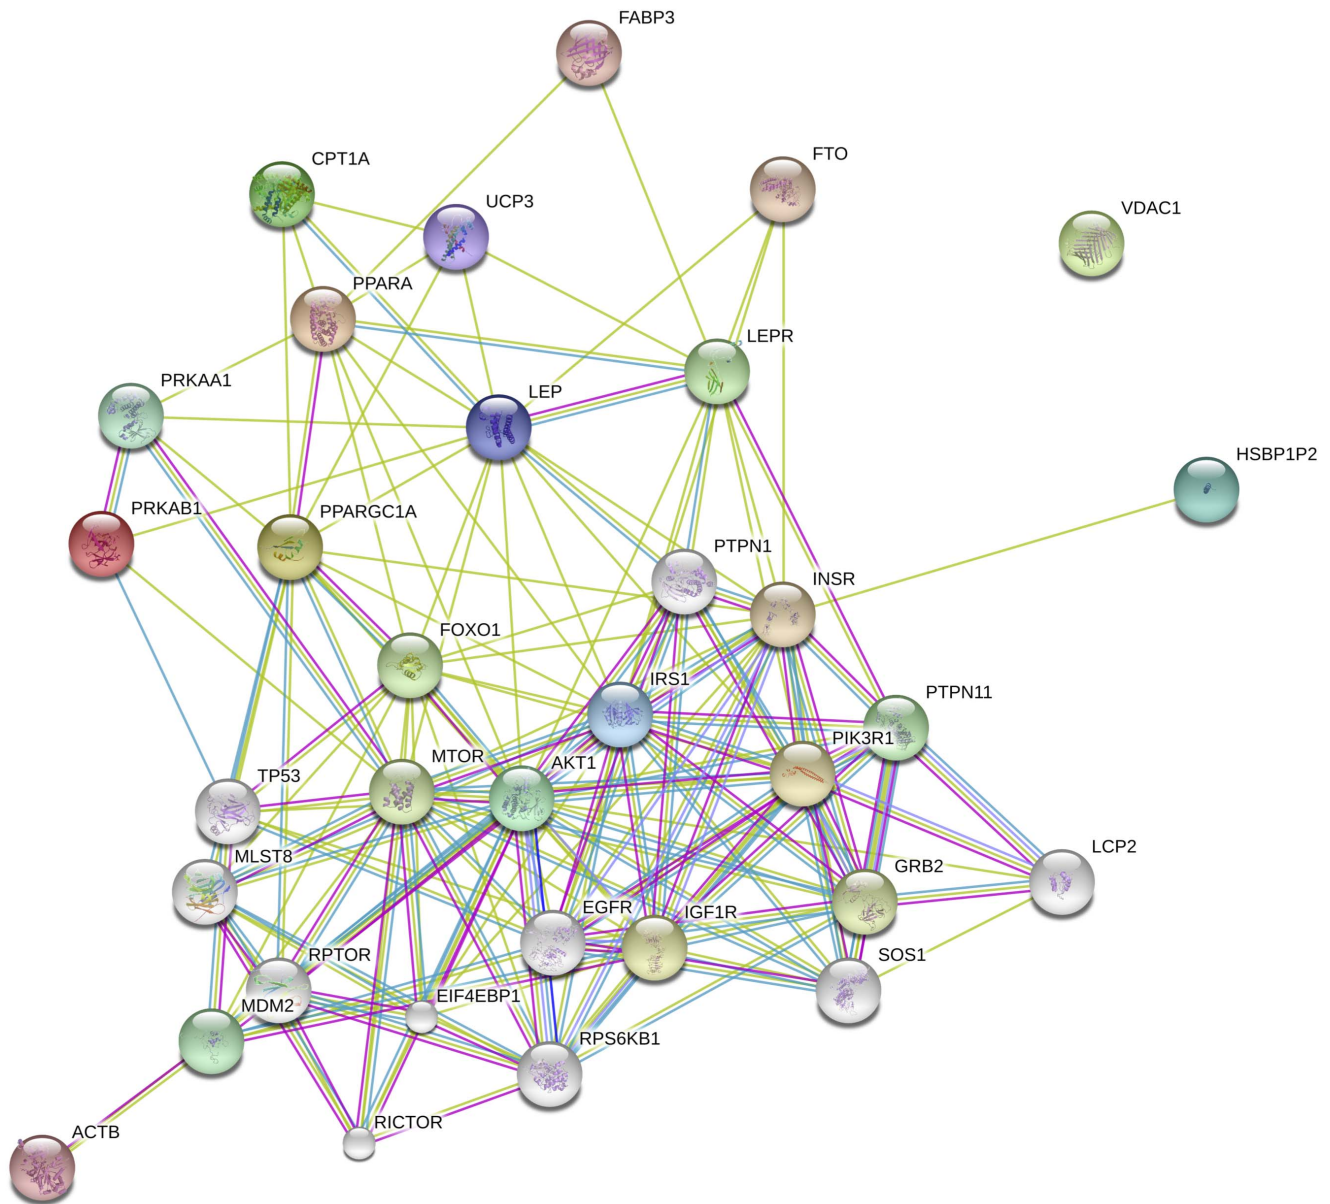 FABP3
FTO
CPT1A
UCP3
VDAC1
PPARA
LEPR
PRKAA1
LEP
HSBP1P2
PRKAB1
PPARGC1A
PTPN1
INSR
FOXO1
IRS1
PTPN11
PIK3R1
MTOR
AKT1
TP53
LCP2
MLST8
GRB2
EGFR
IGF1R
RPTOR
SOS1
EIF4EBP1
MDM2
RPS6KB1
RICTOR
ACTB